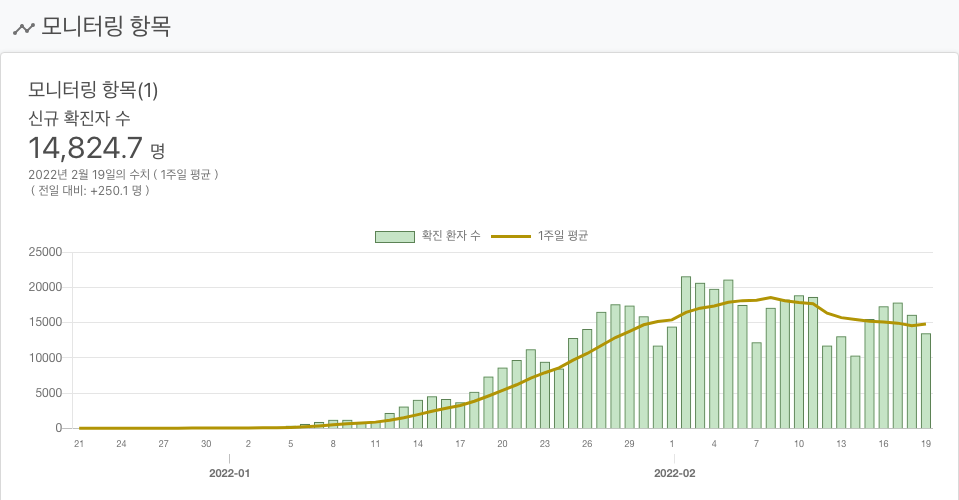 모니터링 항목
모니터링 항목(1)
신규 확진자 수
14,824.7 명
2022년 2월 19일의 수치 ( 1주일 평균 )
( 전일 대비: +250.1 명 )
확진 환자 수 1주일 평균
25000
20000
15000
10000
5000
0
21 24 27 30 2 5 8 11 14 17 20 23 26 29 1 4 7 10 13 16 19
2022-01 2022-02